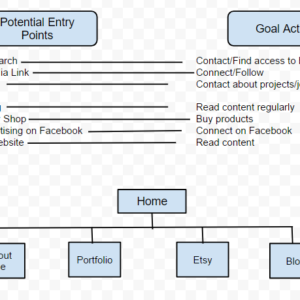 Potential Entry
Points
Goal Act
arch Contact/Find access to
ia Link Connect/Follow
Contact about projects/j
Read content regularly
Shop Buy products
tising on Facebook Connect on Facebook
ebsite Read content
Home
out
e
Portfolio
Etsy
Blo